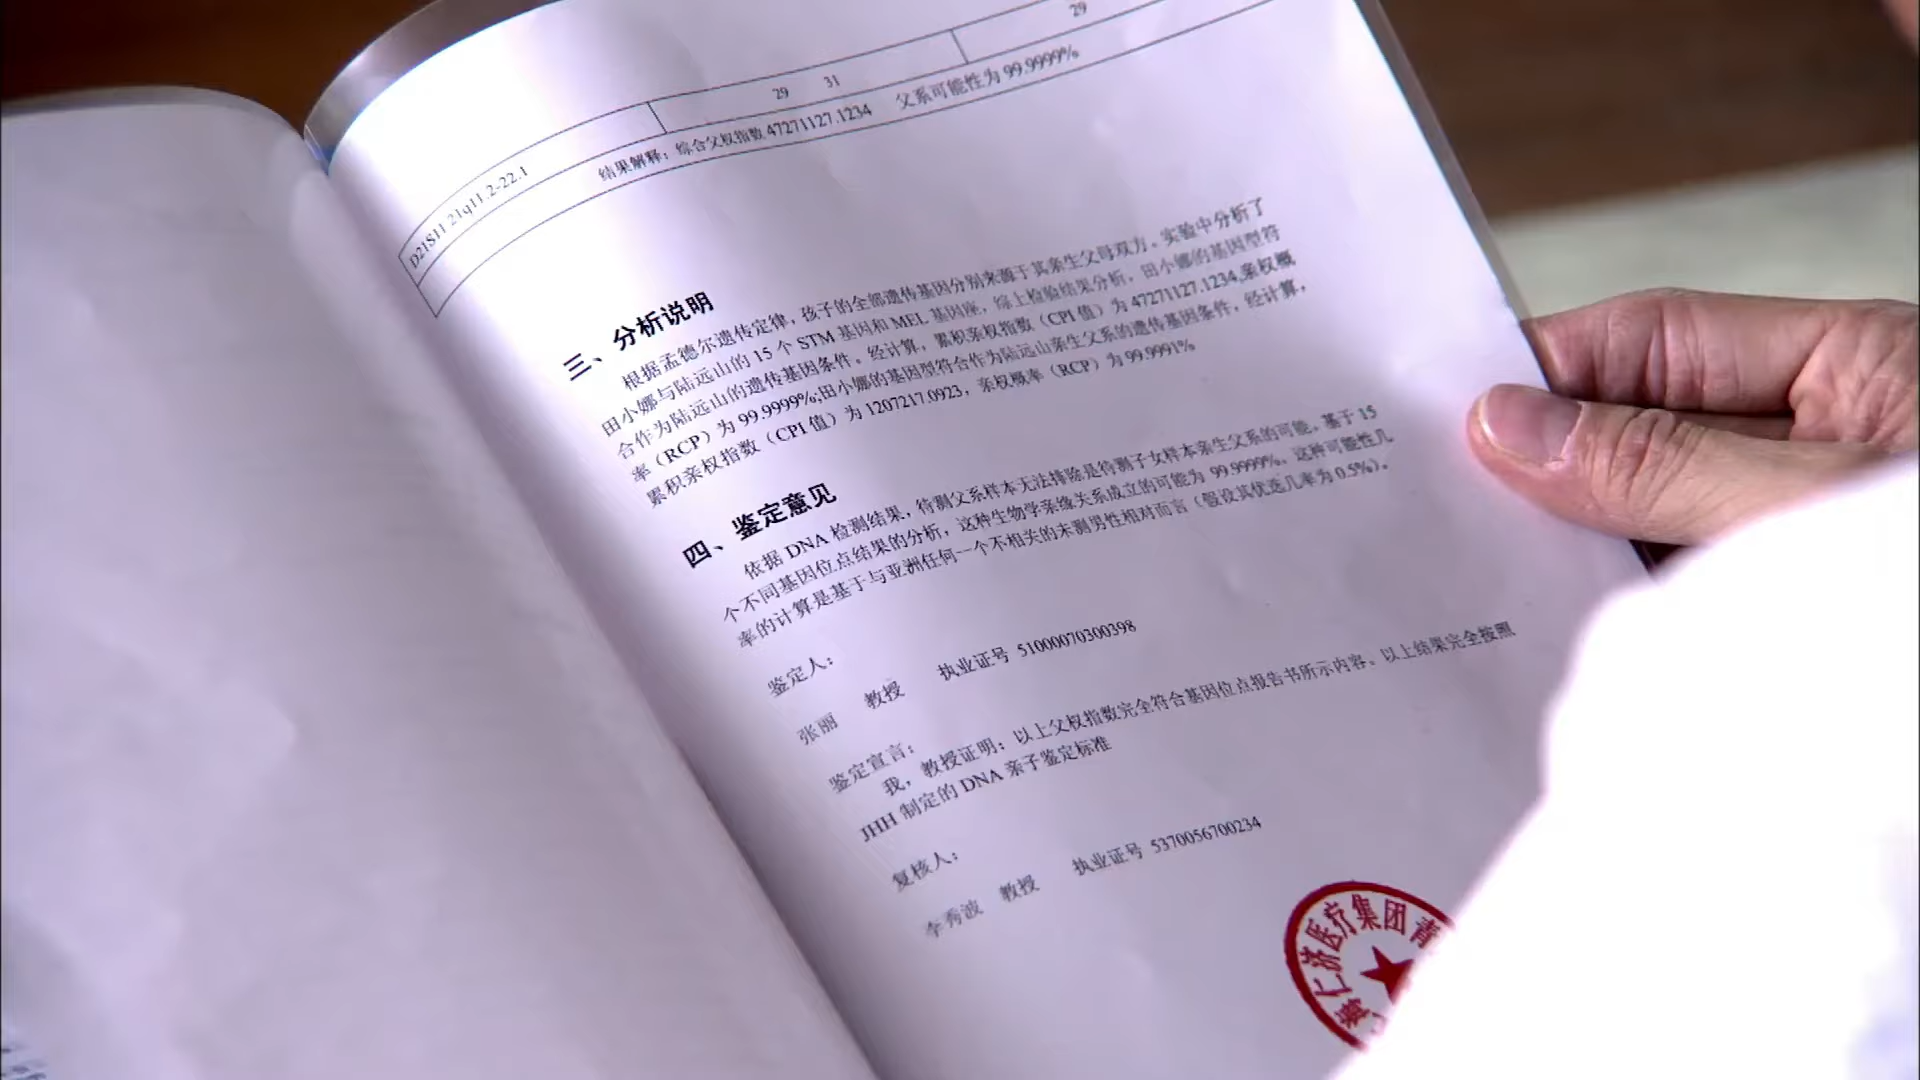 29
29 31
D21S11 21q11.2-22.1
结果解释：综合父权指数 47271127.1234 父系可能性为 99.9999%
三、分析说明
根据孟德尔遗传定律，孩子的全部遗传基因分别来源于其亲生父母双方。实验中分析了
田小娜与陆远山的 15 个 STM 基因和 MEL 基因座，综上检验结果分析，田小娜的基因型符
合作为陆远山的遗传基因条件。经计算，累积亲权指数（CPI 值）为 47271127.1234,亲权概
率（RCP）为 99.9999%;田小娜的基因型符合作为陆远山亲生父系的遗传基因条件，经计算，
累积亲权指数（CPI 值）为 1207217.0923，亲权概率（RCP）为 99.9991%
四、鉴定意见
依据 DNA 检测结果，待测父系样本无法排除是待测子女样本亲生父系的可能。基于 15
个不同基因位点结果的分析，这种生物学亲缘关系成立的可能为 99.9999%。这种可能性几
率的计算是基于与亚洲任何一个不相关的未测男性相对而言（假设其优选几率为 0.5%）。
鉴定人：
张丽 教授 执业证号 51000070300398
鉴定宣言：
我，教授证明：以上父权指数完全符合基因位点报告书所示内容。以上结果完全按照
JHH 制定的 DNA 亲子鉴定标准
复核人：
李秀波 教授 执业证号 5370056700234
仁济医疗集团青